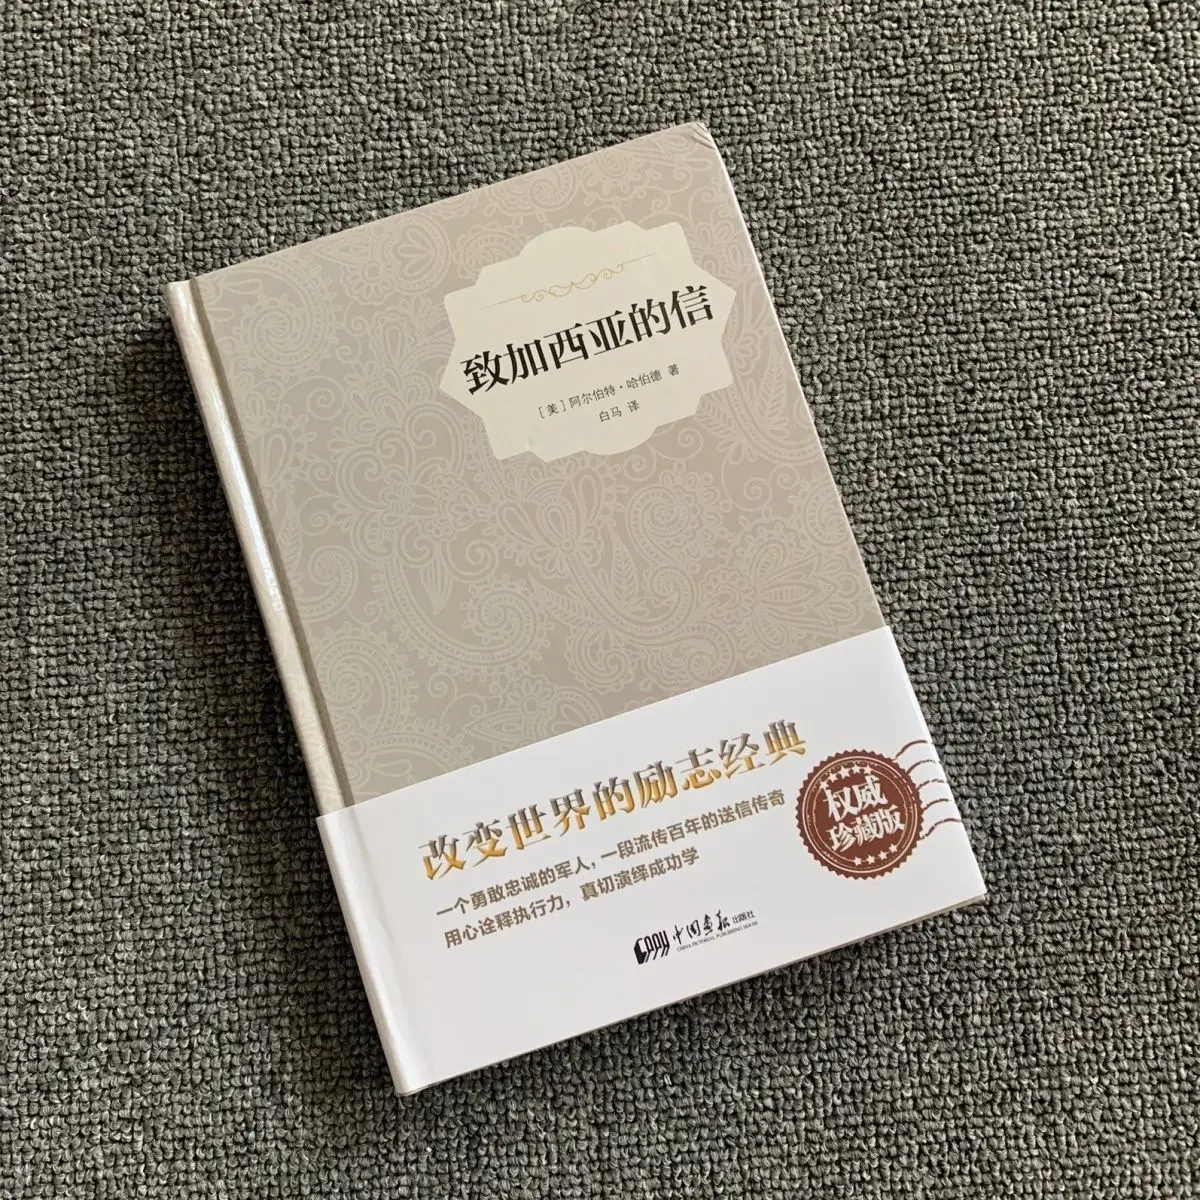 致加西亚的信
[美]阿尔伯特·哈伯德 著
白马 译
改变世界的励志经典
一个勇敢忠诚的军人，一段流传百年的送信传奇
用心诠释执行力，真切演绎成功学
权威
珍藏版
CPPH 中国画报出版社
CHINA PICTORIAL PUBLISHING HOUSE